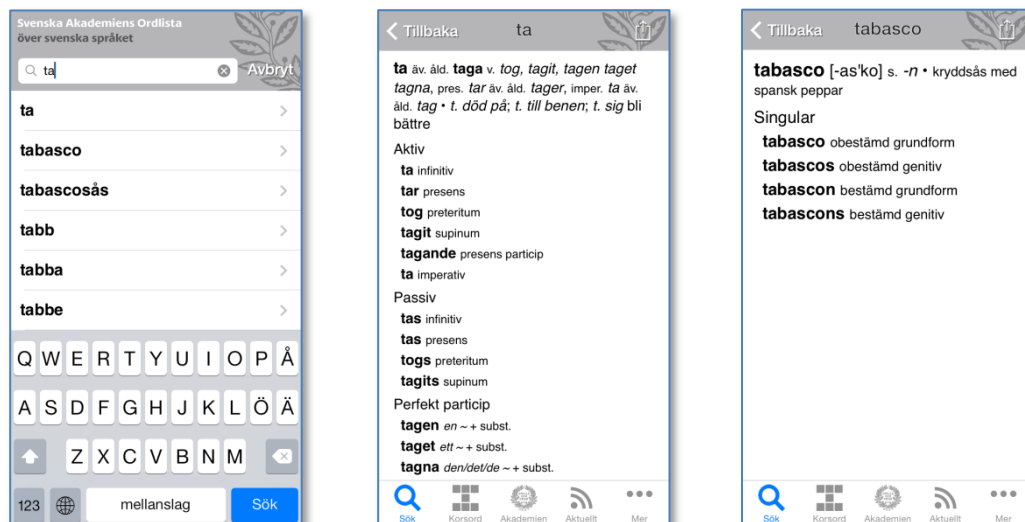 Svenska Akademiens Ordlista
över svenska språket
ta
Avbryt
ta
tabasco
tabascosås
tabb
tabba
tabbe
Q W E R T Y U I O P Å
A S D F G H J K L Ö Ä
Z X C V B N M
123 mellanslag Sök
Tillbaka ta
ta äv. åld. taga v. tog, tagit, tagen taget
tagna, pres. tar äv. åld. tager, imper. ta äv.
åld. tag • t. död på; t. till benen; t. sig bli
bättre
Aktiv
ta infinitiv
tar presens
tog preteritum
tagit supinum
tagande presens particip
ta imperativ
Passiv
tas infinitiv
tas presens
togs preteritum
tagits supinum
Perfekt particip
tagen en ~ + subst.
taget ett ~ + subst.
tagna den/det/de ~ + subst.
Sök Korsord Akademien Aktuellt Mer
Tillbaka tabasco
tabasco [-as'ko] s. -n • kryddsås med
spansk peppar
Singular
tabasco obestämd grundform
tabascos obestämd genitiv
tabascon bestämd grundform
tabascons bestämd genitiv
Sök Korsord Akademien Aktuellt Mer